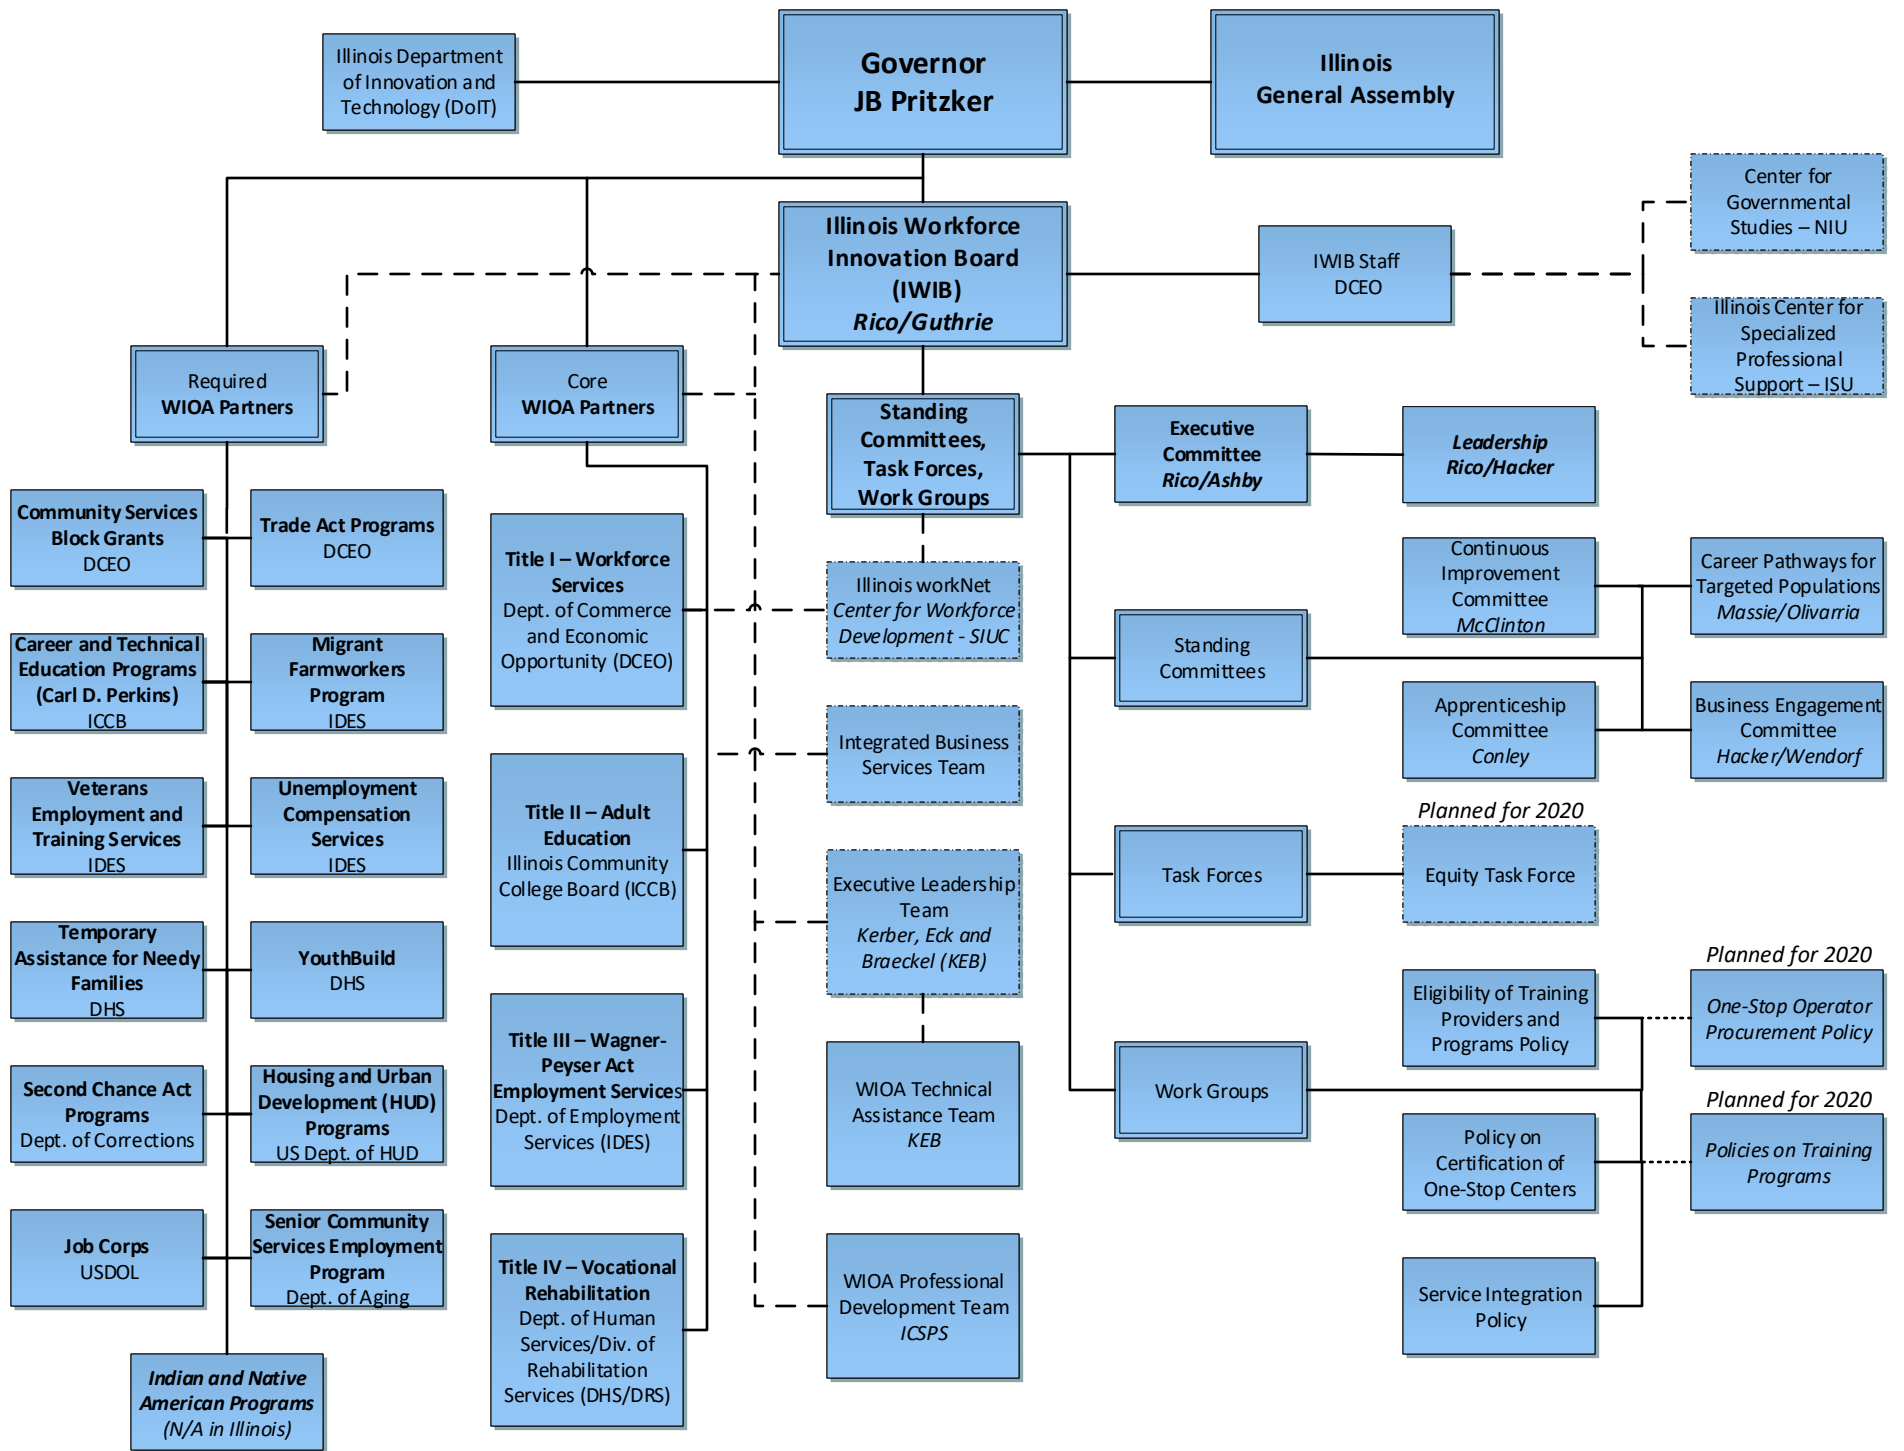 Illinois Department
of Innovation and
Technology (DoIT)
Governor
JB Pritzker
Illinois
General Assembly
Center for
Governmental
Studies – NIU
Illinois Workforce
Innovation Board
(IWIB)
Rico/Guthrie
IWIB Staff
DCEO
Illinois Center for
Specialized
Professional
Support – ISU
Required
WIOA Partners
Core
WIOA Partners
Standing
Committees,
Task Forces,
Work Groups
Executive
Committee
Rico/Ashby
Leadership
Rico/Hacker
Community Services
Block Grants
DCEO
Trade Act Programs
DCEO
Career and Technical
Education Programs
(Carl D. Perkins)
ICCB
Migrant
Farmworkers
Program
IDES
Veterans
Employment and
Training Services
IDES
Unemployment
Compensation
Services
IDES
Temporary
Assistance for Needy
Families
DHS
YouthBuild
DHS
Second Chance Act
Programs
Dept. of Corrections
Housing and Urban
Development (HUD)
Programs
US Dept. of HUD
Job Corps
USDOL
Senior Community
Services Employment
Program
Dept. of Aging
Indian and Native
American Programs
(N/A in Illinois)
Title I – Workforce
Services
Dept. of Commerce
and Economic
Opportunity (DCEO)
Title II – Adult
Education
Illinois Community
College Board (ICCB)
Title III – Wagner-
Peyser Act
Employment Services
Dept. of Employment
Services (IDES)
Title IV – Vocational
Rehabilitation
Dept. of Human
Services/Div. of
Rehabilitation
Services (DHS/DRS)
Illinois workNet
Center for Workforce
Development - SIUC
Integrated Business
Services Team
Executive Leadership
Team
Kerber, Eck and
Braeckel (KEB)
WIOA Technical
Assistance Team
KEB
WIOA Professional
Development Team
ICSPS
Standing
Committees
Continuous
Improvement
Committee
McClinton
Career Pathways for
Targeted Populations
Massie/Olivarria
Apprenticeship
Committee
Conley
Business Engagement
Committee
Hacker/Wendorf
Task Forces
Planned for 2020
Equity Task Force
Work Groups
Eligibility of Training
Providers and
Programs Policy
Planned for 2020
One-Stop Operator
Procurement Policy
Policy on
Certification of
One-Stop Centers
Planned for 2020
Policies on Training
Programs
Service Integration
Policy